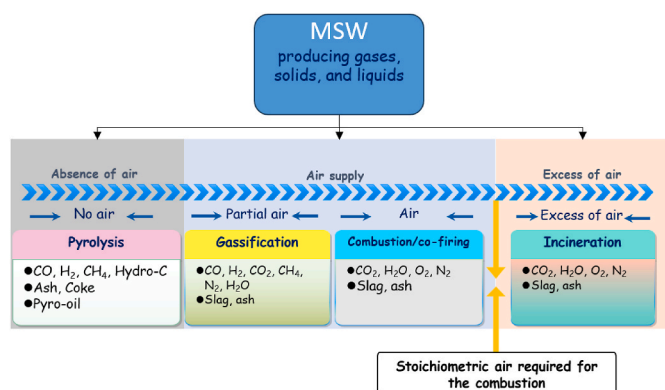 MSW
producing gases,
solids, and liquids
Absence of air
Air supply
Excess of air
No air
Partial air
Air
Excess of air
Pyrolysis
●CO, H₂, CH₄, Hydro-C
●Ash, Coke
●Pyro-oil
Gassification
●CO, H₂, CO₂, CH₄,
N₂, H₂O
●Slag, ash
Combustion/co-firing
●CO₂, H₂O, O₂, N₂
●Slag, ash
Incineration
●CO₂, H₂O, O₂, N₂
●Slag, ash
Stoichiometric air required for
the combustion